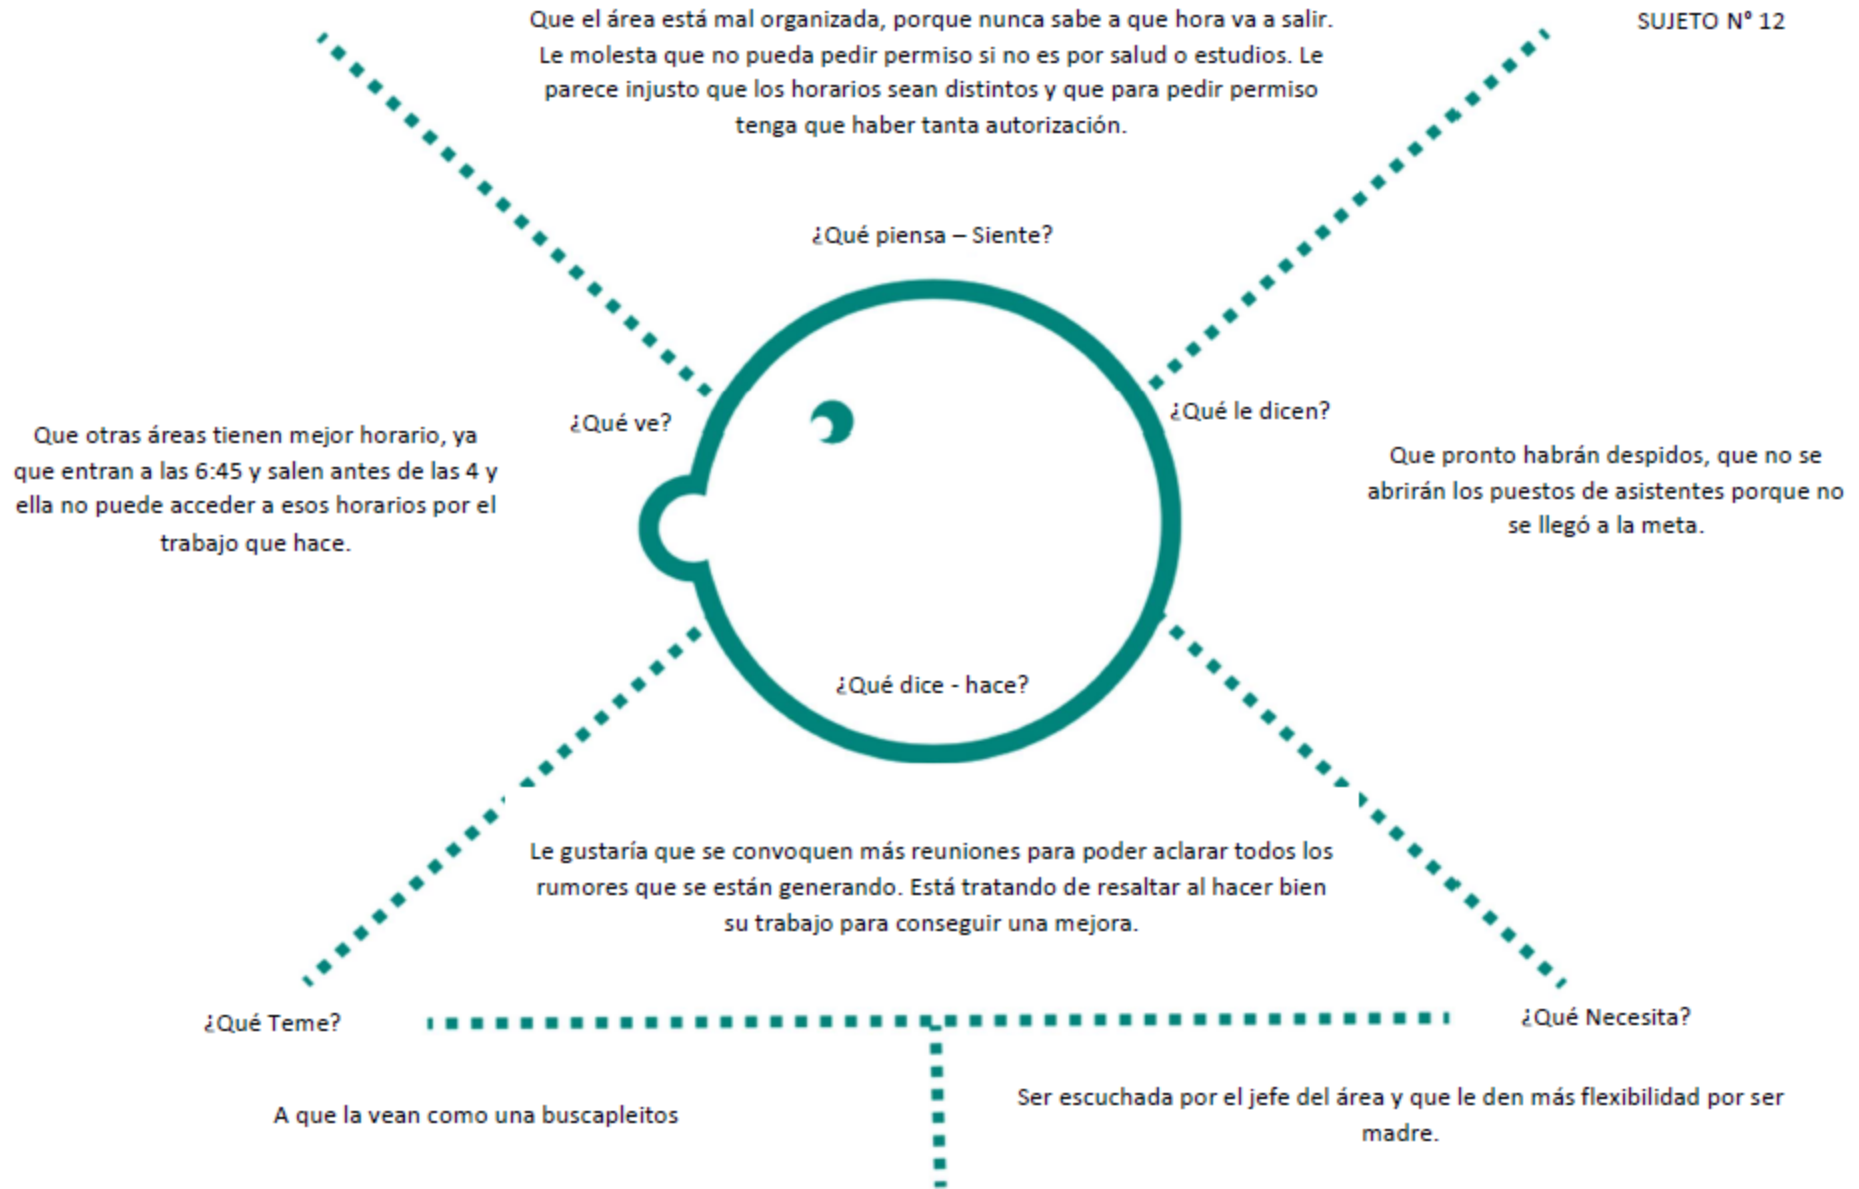 SUJETO N° 12
Que el área está mal organizada, porque nunca sabe a que hora va a salir.
Le molesta que no pueda pedir permiso si no es por salud o estudios. Le
parece injusto que los horarios sean distintos y que para pedir permiso
tenga que haber tanta autorización.
¿Qué piensa – Siente?
¿Qué ve?
Que otras áreas tienen mejor horario, ya
que entran a las 6:45 y salen antes de las 4 y
ella no puede acceder a esos horarios por el
trabajo que hace.
¿Qué le dicen?
Que pronto habrán despidos, que no se
abrirán los puestos de asistentes porque no
se llegó a la meta.
¿Qué dice - hace?
Le gustaría que se convoquen más reuniones para poder aclarar todos los
rumores que se están generando. Está tratando de resaltar al hacer bien
su trabajo para conseguir una mejora.
¿Qué Teme?
A que la vean como una buscapleitos
¿Qué Necesita?
Ser escuchada por el jefe del área y que le den más flexibilidad por ser
madre.